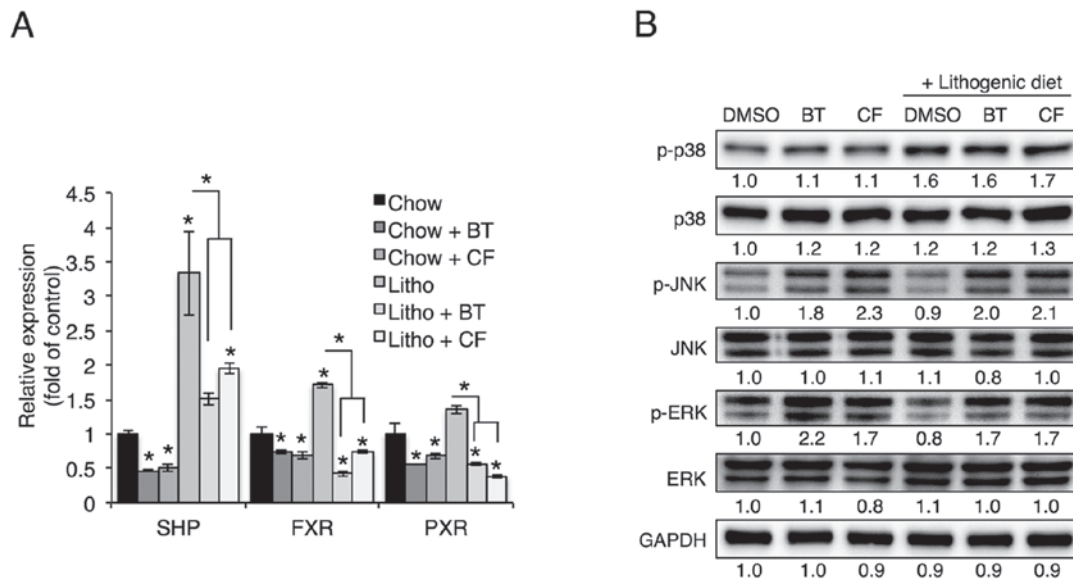 A
Relative expression
(fold of control)
4.5
4
3.5
3
2.5
2
1.5
1
0.5
0
* * * * *
* * * * *
* * * * *
Chow
Chow + BT
Chow + CF
Litho
Litho + BT
Litho + CF
SHP FXR PXR
B
+ Lithogenic diet
DMSO BT CF DMSO BT CF
p-p38
1.0 1.1 1.1 1.6 1.6 1.7
p38
1.0 1.2 1.2 1.2 1.2 1.3
p-JNK
1.0 1.8 2.3 0.9 2.0 2.1
JNK
1.0 1.0 1.1 1.1 0.8 1.0
p-ERK
1.0 2.2 1.7 0.8 1.7 1.7
ERK
1.0 1.1 0.8 1.1 1.0 1.0
GAPDH
1.0 1.0 0.9 0.9 0.9 0.9